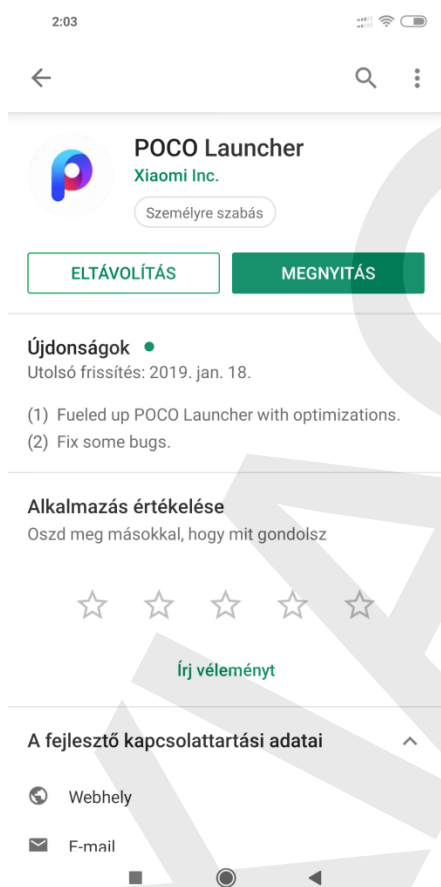 2:03
POCO Launcher
Xiaomi Inc.
Személyre szabás
ELTÁVOLÍTÁS
MEGNYITÁS
Újdonságok
Utolsó frissítés: 2019. jan. 18.
(1) Fueled up POCO Launcher with optimizations.
(2) Fix some bugs.
Alkalmazás értékelése
Oszd meg másokkal, hogy mit gondolsz
Írj véleményt
A fejlesztő kapcsolattartási adatai
Webhely
E-mail